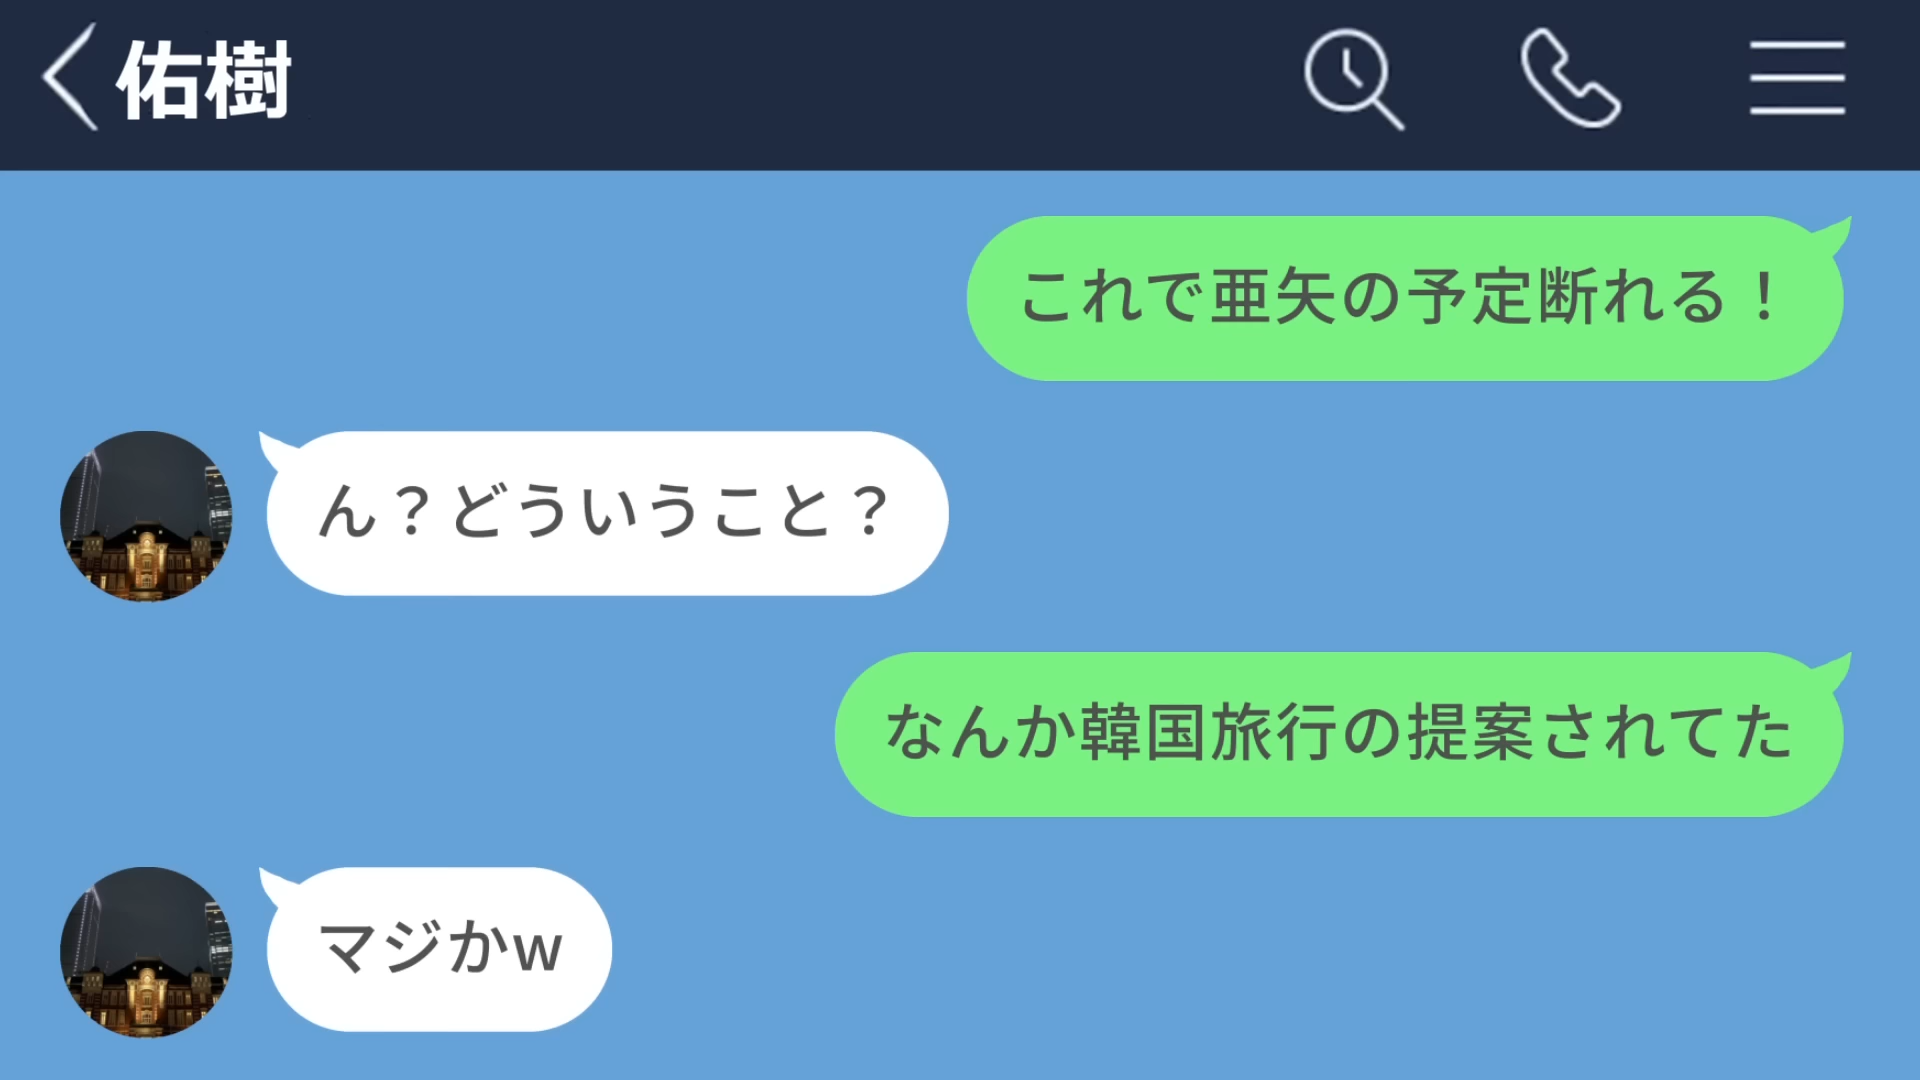 佑樹
これで亜矢の予定断れる！
ん？どういうこと？
なんか韓国旅行の提案されてた
マジかw